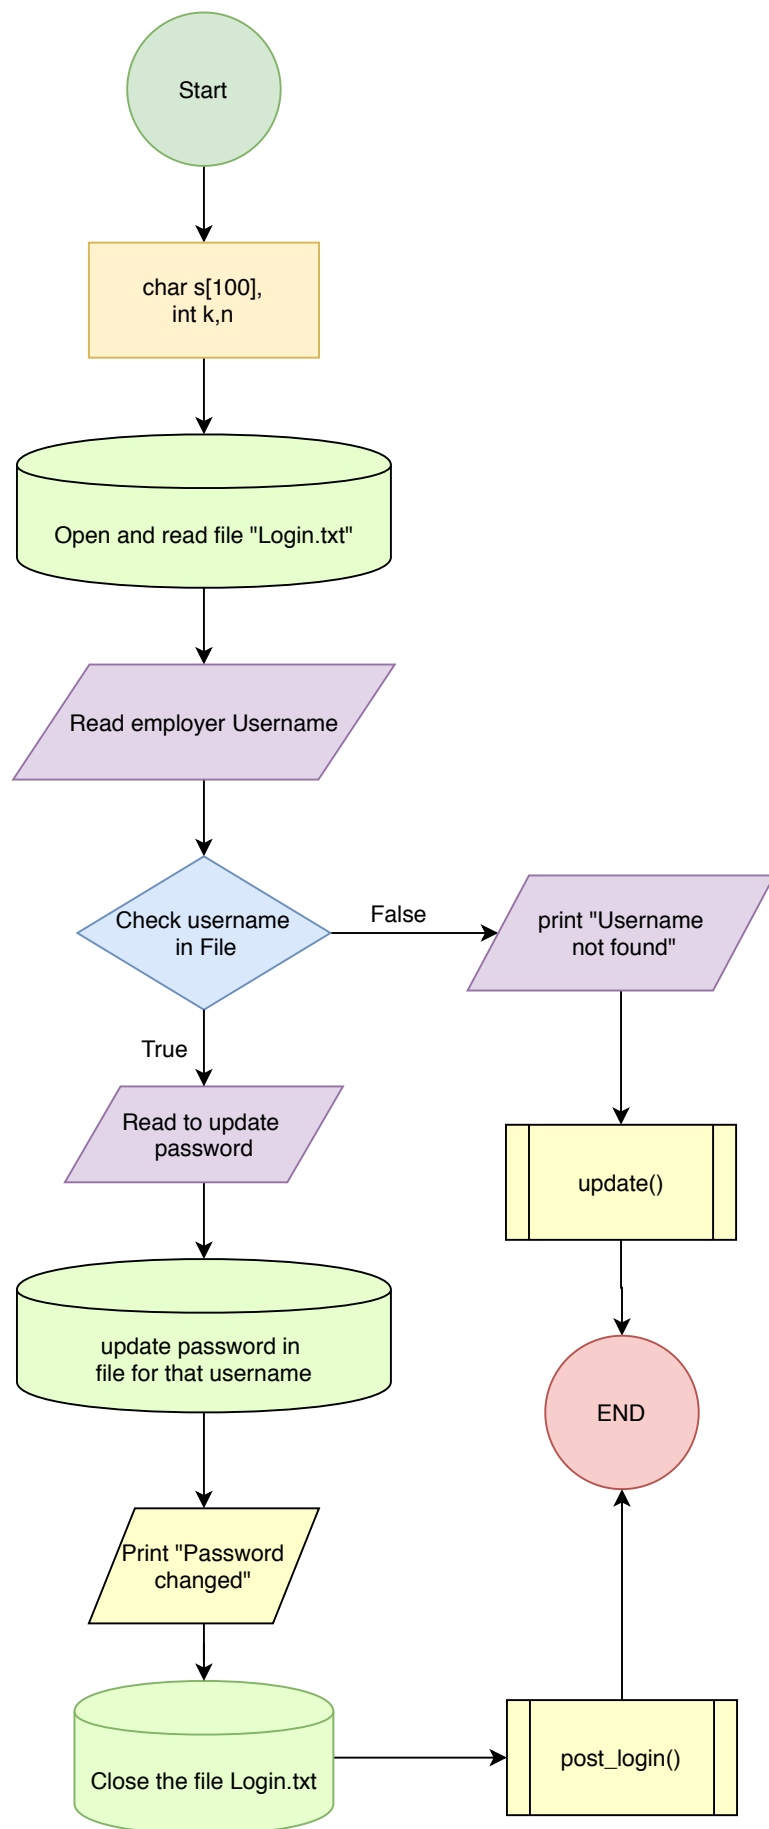 Start
char s[100],
int k,n
Open and read file "Login.txt"
Read employer Username
Check username
in File
False
print "Username
not found"
True
Read to update
password
update()
update password in
file for that username
END
Print "Password
changed"
Close the file Login.txt
post_login()